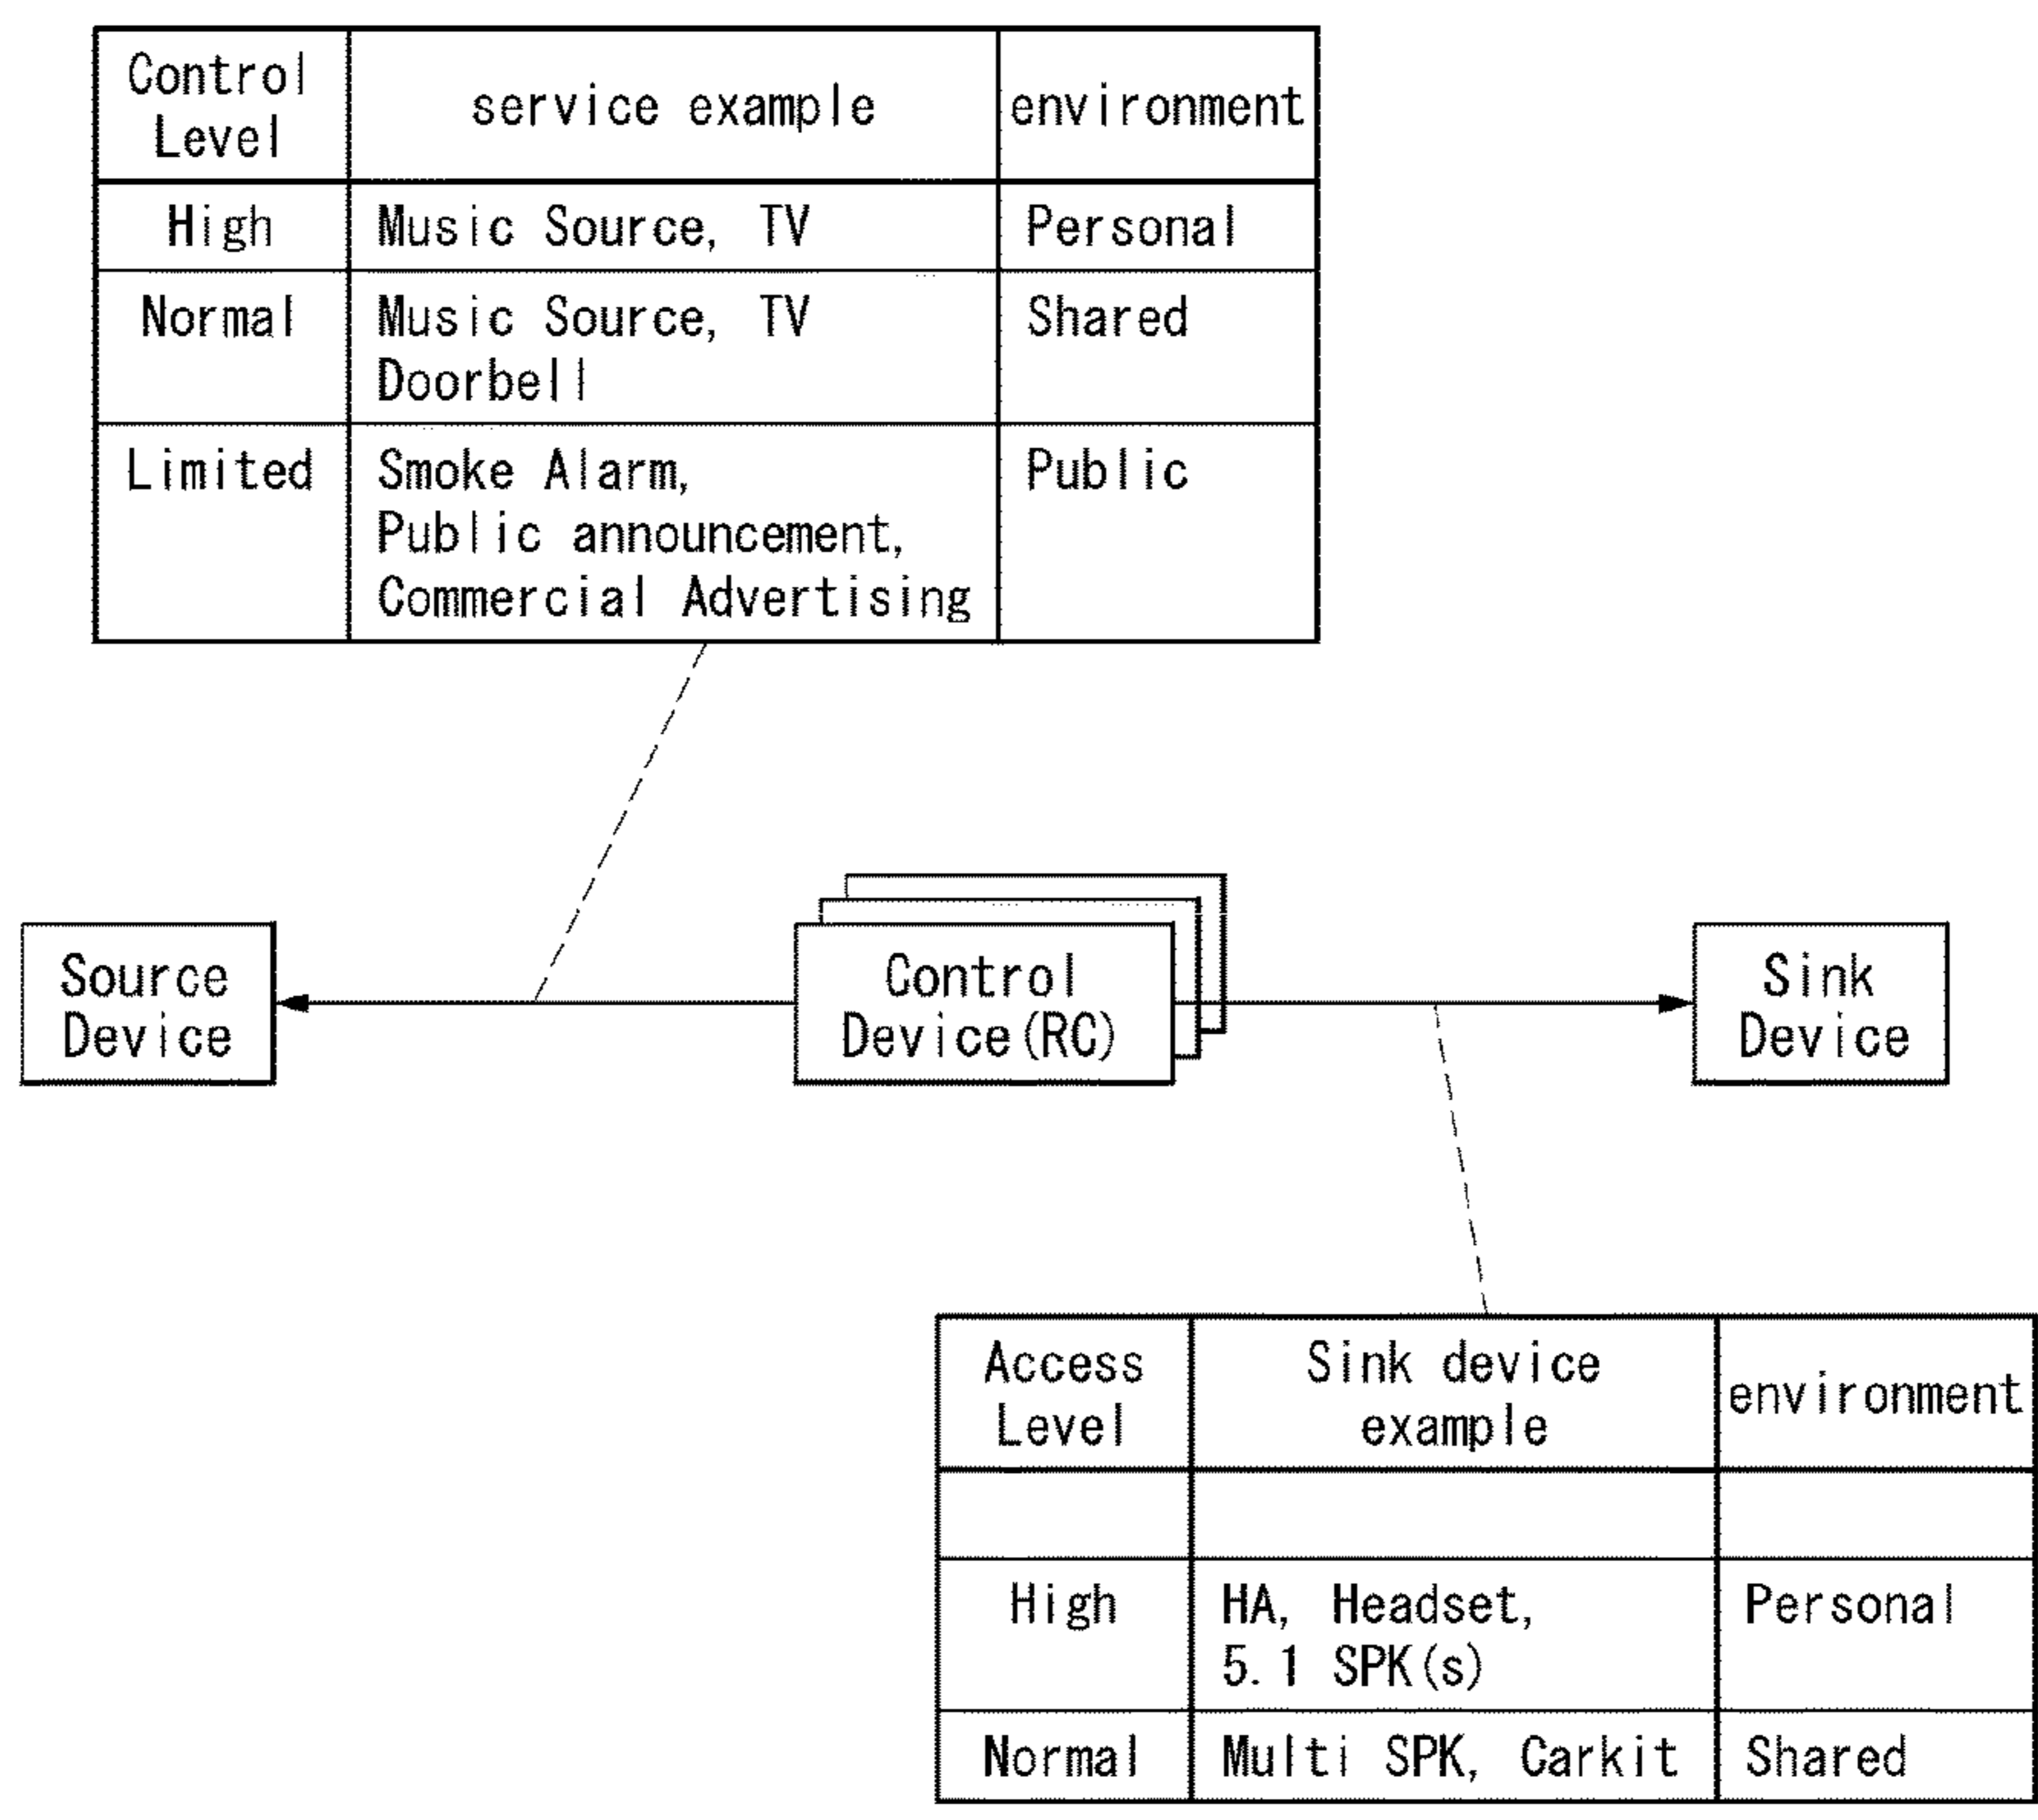 Control Level service example environment
High Music Source, TV Personal
Normal Music Source, TV Shared
Doorbell
Limited Smoke Alarm, Public
Public announcement,
Commercial Advertising
Source
Device
Control
Device(RC)
Sink
Device
Access Level Sink device example environment
High HA, Headset, Personal
5.1 SPK(s)
Normal Multi SPK, Carkit Shared